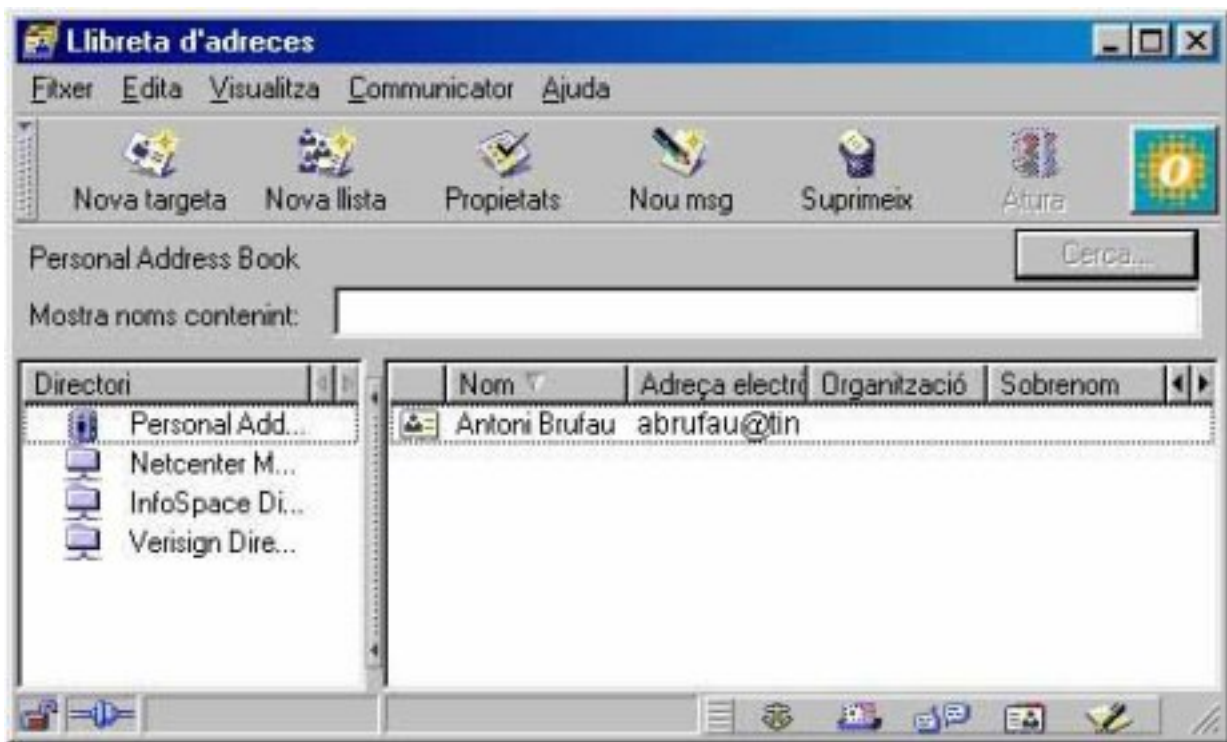 Llibreta d'adreces
Fitxer Edita Visualitza Communicator Ajuda
Nova targeta Nova llista Propietats Nou msg Suprimeix Atura
Personal Address Book Cerca...
Mostra noms contenint:
Directori Nom Adreça electrò Organització Sobrenom
Personal Add... Antoni Brufau abrufau@tin
Netcenter M...
InfoSpace Di...
Verisign Dire...